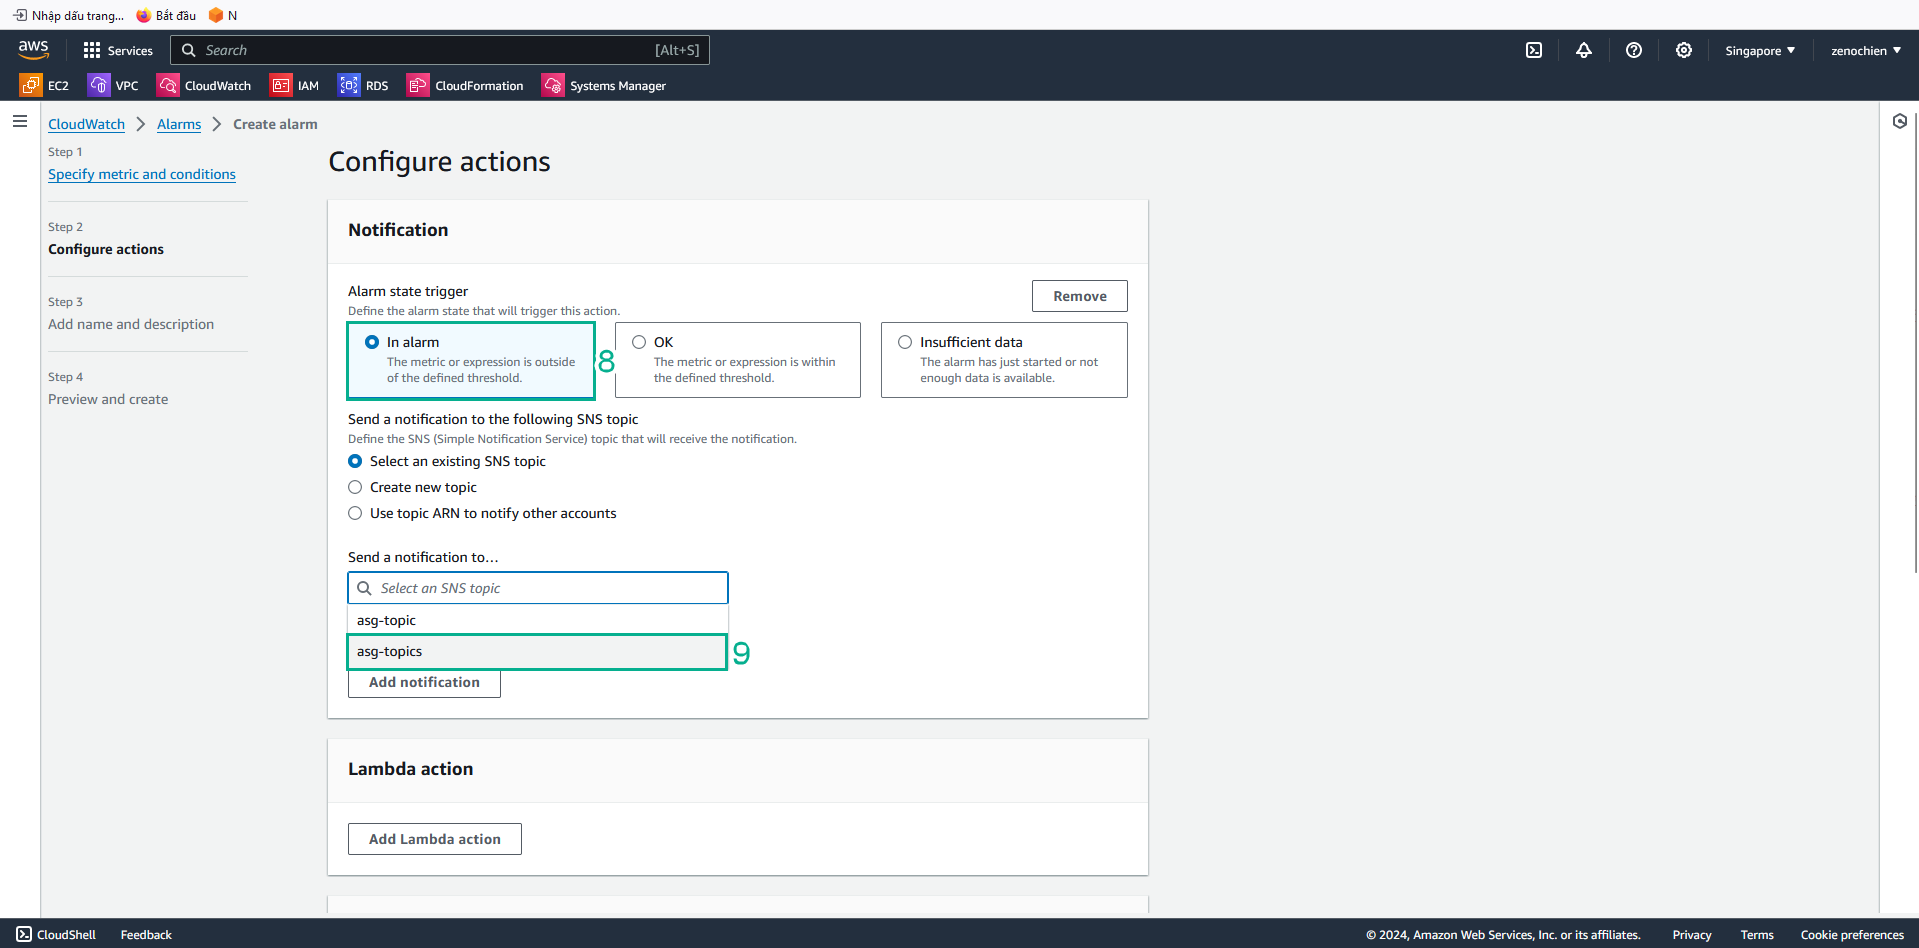 Nhập dấu trang... Bắt đầu N
aws Services Search [Alt+S] Singapore zenochien
EC2 VPC CloudWatch IAM RDS CloudFormation Systems Manager
CloudWatch Alarms Create alarm
Step 1
Specify metric and conditions
Step 2
Configure actions
Step 3
Add name and description
Step 4
Preview and create
Configure actions
Notification
Alarm state trigger
Define the alarm state that will trigger this action.
Remove
In alarm
The metric or expression is outside
of the defined threshold.
8
OK
The metric or expression is within
the defined threshold.
Insufficient data
The alarm has just started or not
enough data is available.
Send a notification to the following SNS topic
Define the SNS (Simple Notification Service) topic that will receive the notification.
Select an existing SNS topic
Create new topic
Use topic ARN to notify other accounts
Send a notification to...
Select an SNS topic
asg-topic
asg-topics
9
Add notification
Lambda action
Add Lambda action
CloudShell Feedback © 2024, Amazon Web Services, Inc. or its affiliates. Privacy Terms Cookie preferences